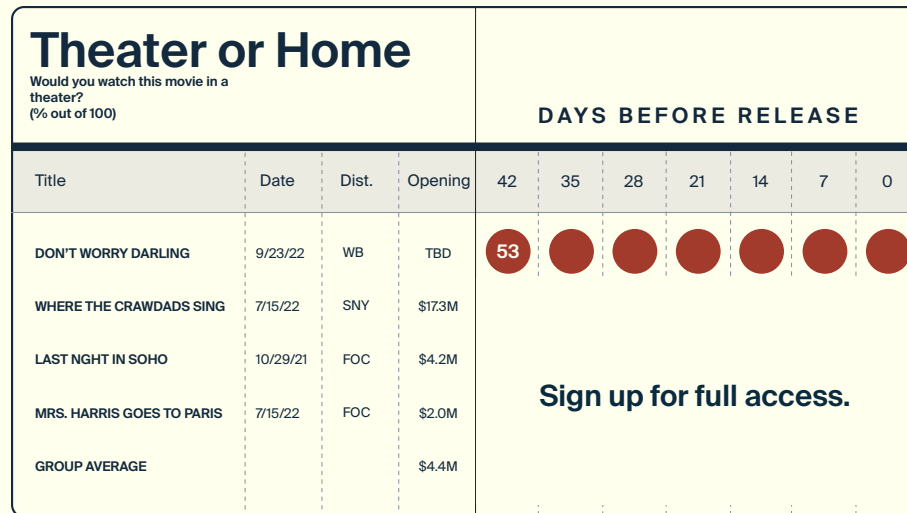 Theater or Home
Would you watch this movie in a
theater?
(% out of 100)
DAYS BEFORE RELEASE
Title Date Dist. Opening 42 35 28 21 14 7 0
DON'T WORRY DARLING 9/23/22 WB TBD 53
WHERE THE CRAWDADS SING 7/15/22 SNY $17.3M
LAST NGHT IN SOHO 10/29/21 FOC $4.2M
Sign up for full access.
MRS. HARRIS GOES TO PARIS 7/15/22 FOC $2.0M
GROUP AVERAGE $4.4M